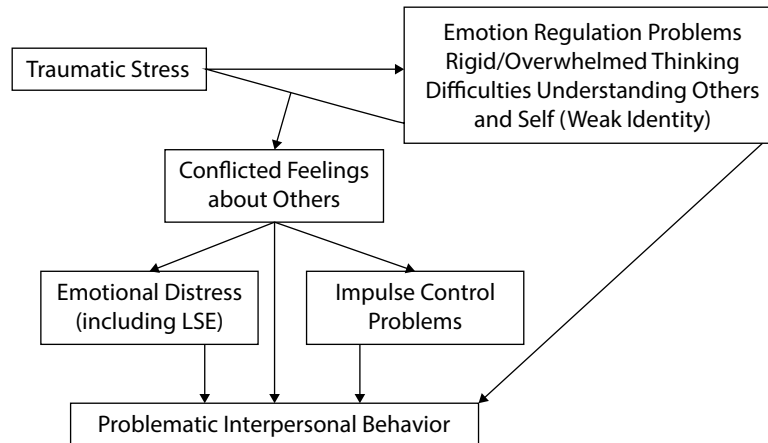 Traumatic Stress
Emotion Regulation Problems
Rigid/Overwhelmed Thinking
Difficulties Understanding Others
and Self (Weak Identity)
Conflicted Feelings
about Others
Emotional Distress
(including LSE)
Impulse Control
Problems
Problematic Interpersonal Behavior